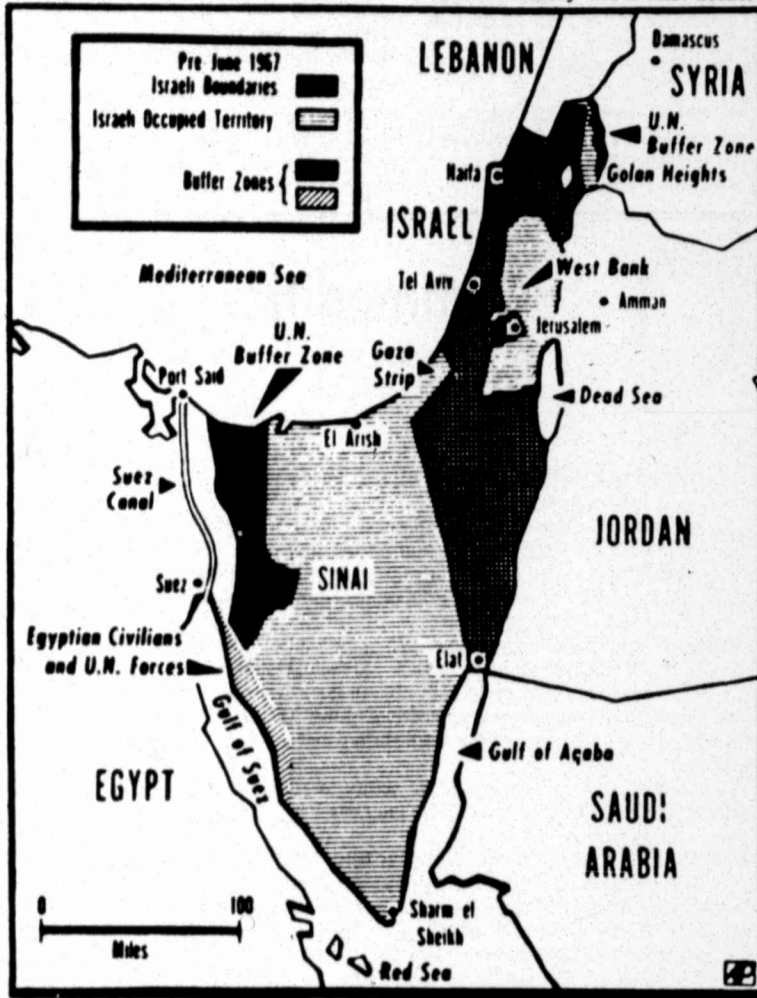 Pre June 1967
Israeli Boundaries
Israeli Occupied Territory
Buffer Zones
LEBANON
Damascus
SYRIA
U.N.
Buffer Zone
Golan Heights
Haifa
ISRAEL
Mediterranean Sea
Tel Aviv
West Bank
Amman
Jerusalem
U.N.
Buffer Zone
Gaza
Strip
Port Said
Dead Sea
El Arish
Suez
Canal
JORDAN
SINAI
Suez
Egyptian Civilians
and U.N. Forces
Elat
Gulf of Suez
Gulf of Aqaba
EGYPT
SAUDI
ARABIA
0 100
Miles
Sharm el
Sheikh
Red Sea
AP